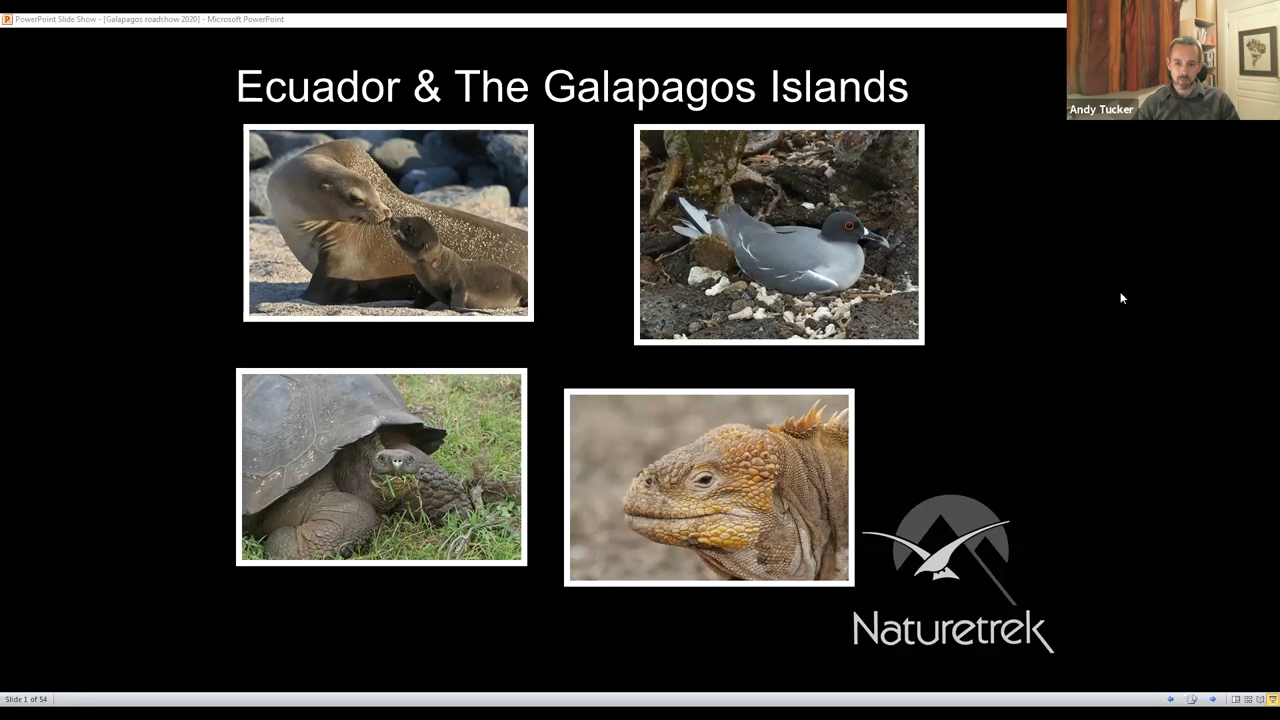 PowerPoint Slide Show - [Galapagos roadshow 2020] - Microsoft PowerPoint
Andy Tucker
Ecuador & The Galapagos Islands
Naturetrek
Slide 1 of 54